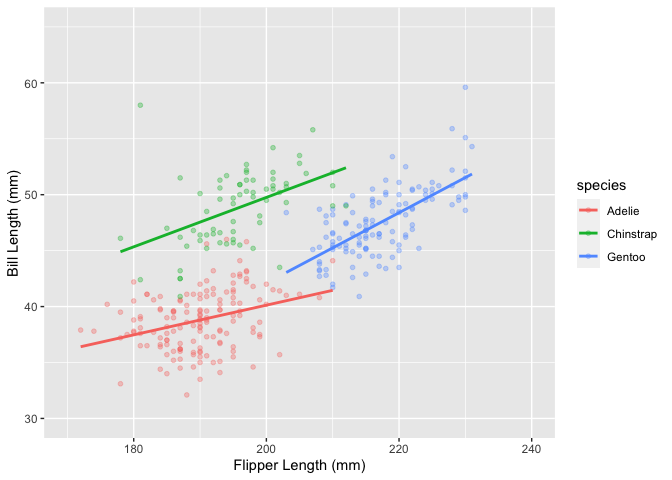 60
50
40
30
Bill Length (mm)
180
200
220
240
Flipper Length (mm)
species
Adelie
Chinstrap
Gentoo